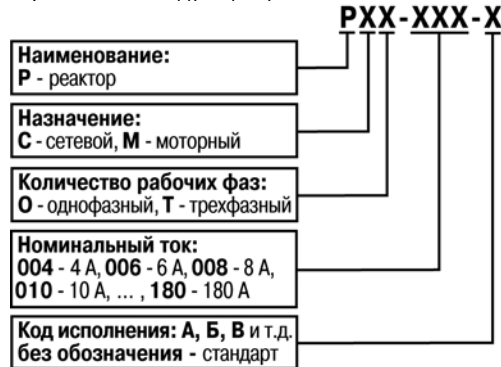 РХХ-ХХХ-Х
Наименование:
Р - реактор
Назначение:
С - сетевой, М - моторный
Количество рабочих фаз:
О - однофазный, Т - трехфазный
Номинальный ток:
004 - 4 А, 006 - 6 А, 008 - 8 А,
010 - 10 А, ... , 180 - 180 А
Код исполнения: А, Б, В и т.д.
без обозначения - стандарт